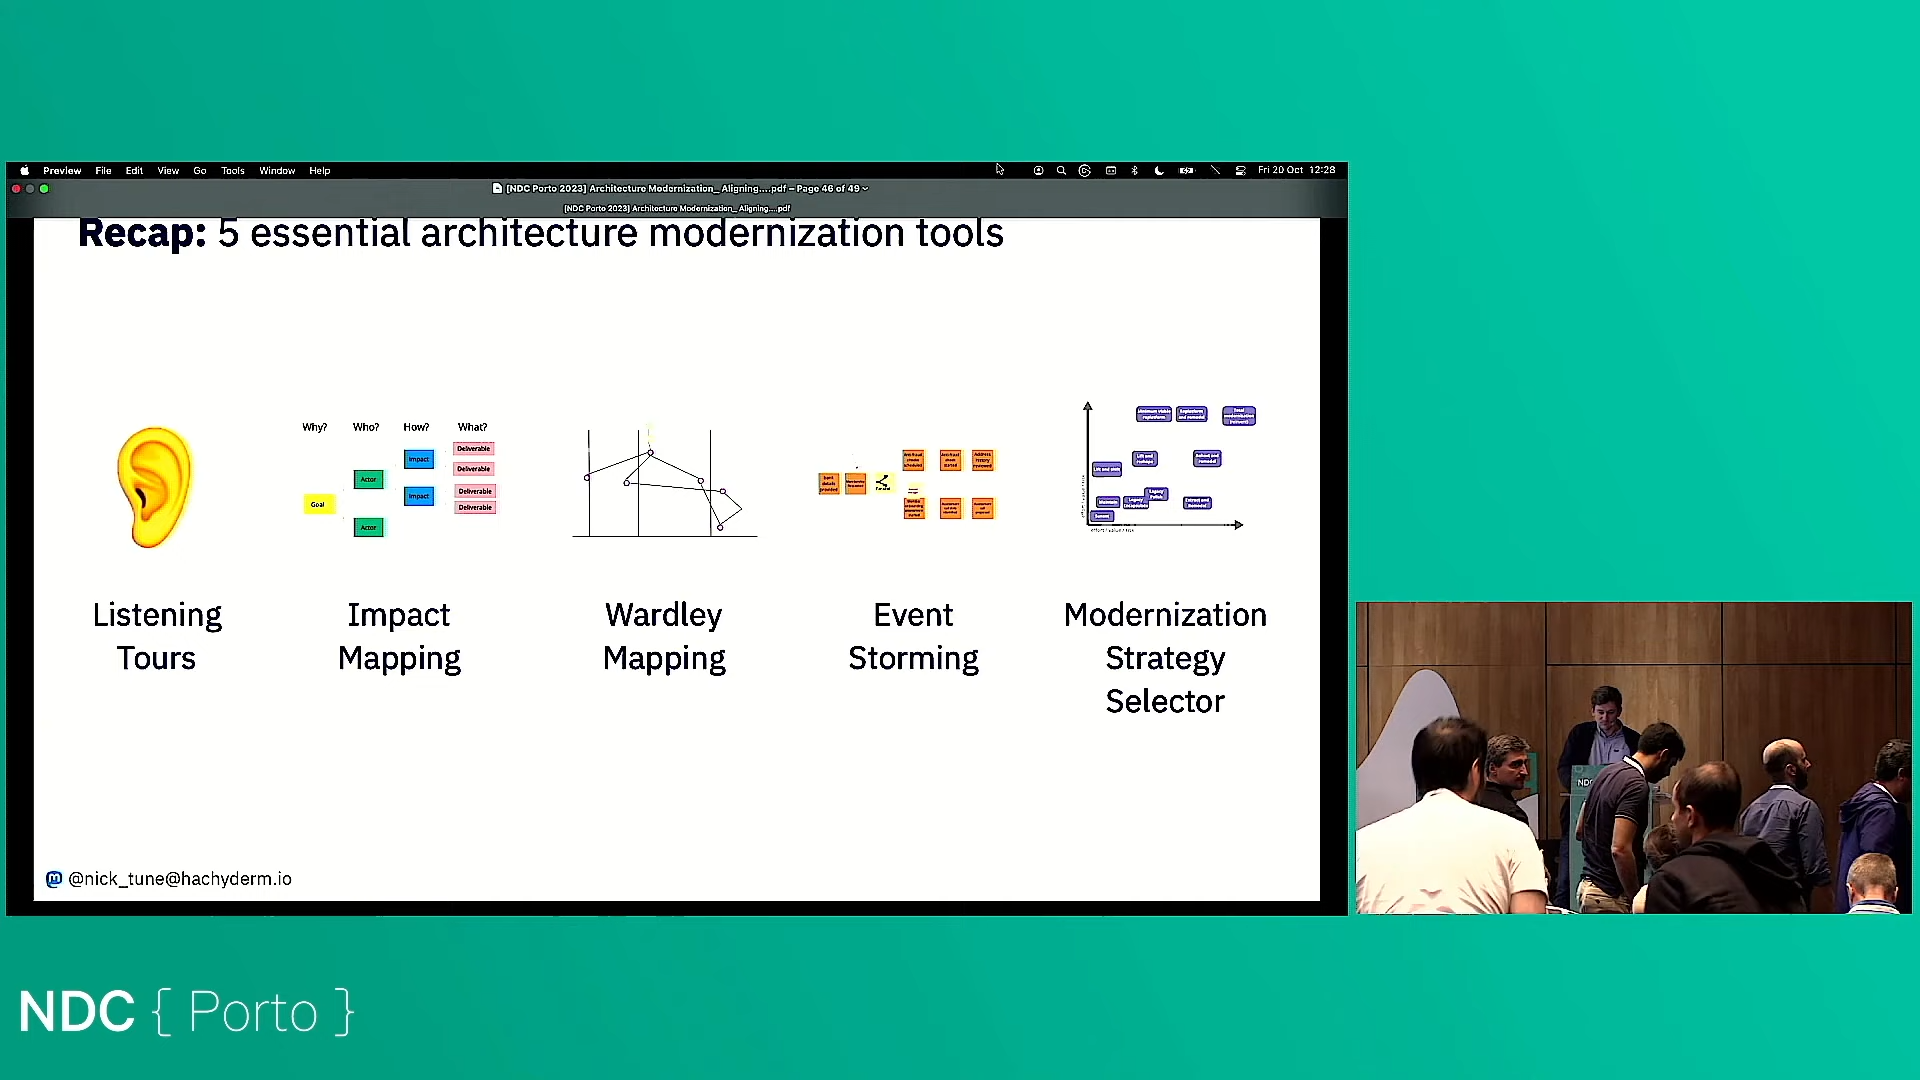 Preview File Edit View Go Tools Window Help
Fri 20 Oct 12:28
[NDC Porto 2023] Architecture Modernization_ Aligning....pdf – Page 46 of 49
[NDC Porto 2023] Architecture Modernization_ Aligning....pdf
Recap: 5 essential architecture modernization tools
Why? Who? How? What?
Goal
Actor
Actor
Impact
Impact
Deliverable
Deliverable
Deliverable
Deliverable
Listening
Tours
Impact
Mapping
Wardley
Mapping
Event
Storming
Modernization
Strategy
Selector
@nick_tune@hachyderm.io
NDC
NDC { Porto }